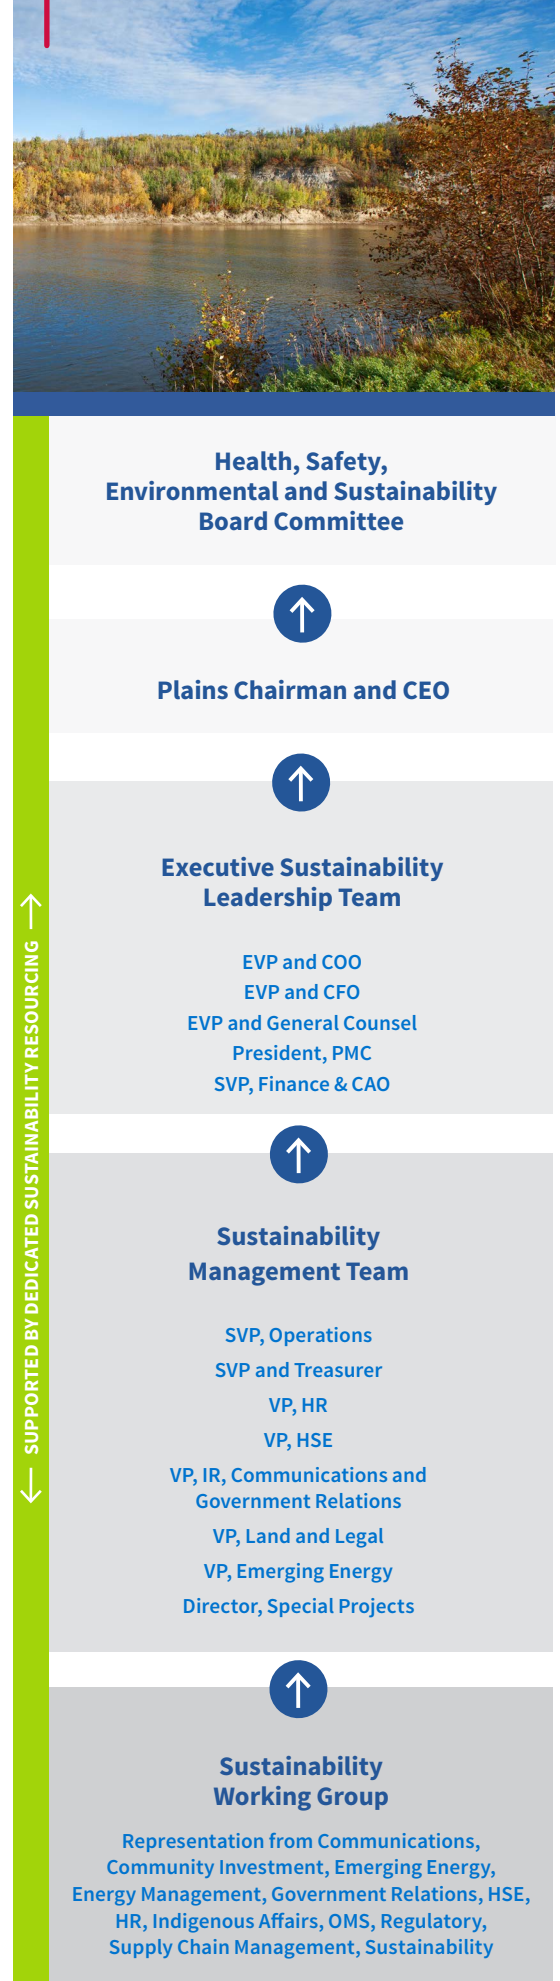 Health, Safety,
Environmental and Sustainability
Board Committee
Plains Chairman and CEO
Executive Sustainability
Leadership Team
EVP and COO
EVP and CFO
EVP and General Counsel
President, PMC
SVP, Finance & CAO
Sustainability
Management Team
SVP, Operations
SVP and Treasurer
VP, HR
VP, HSE
VP, IR, Communications and
Government Relations
VP, Land and Legal
VP, Emerging Energy
Director, Special Projects
Sustainability
Working Group
Representation from Communications,
Community Investment, Emerging Energy,
Energy Management, Government Relations, HSE,
HR, Indigenous Affairs, OMS, Regulatory,
Supply Chain Management, Sustainability
SUPPORTED BY DEDICATED SUSTAINABILITY RESOURCING